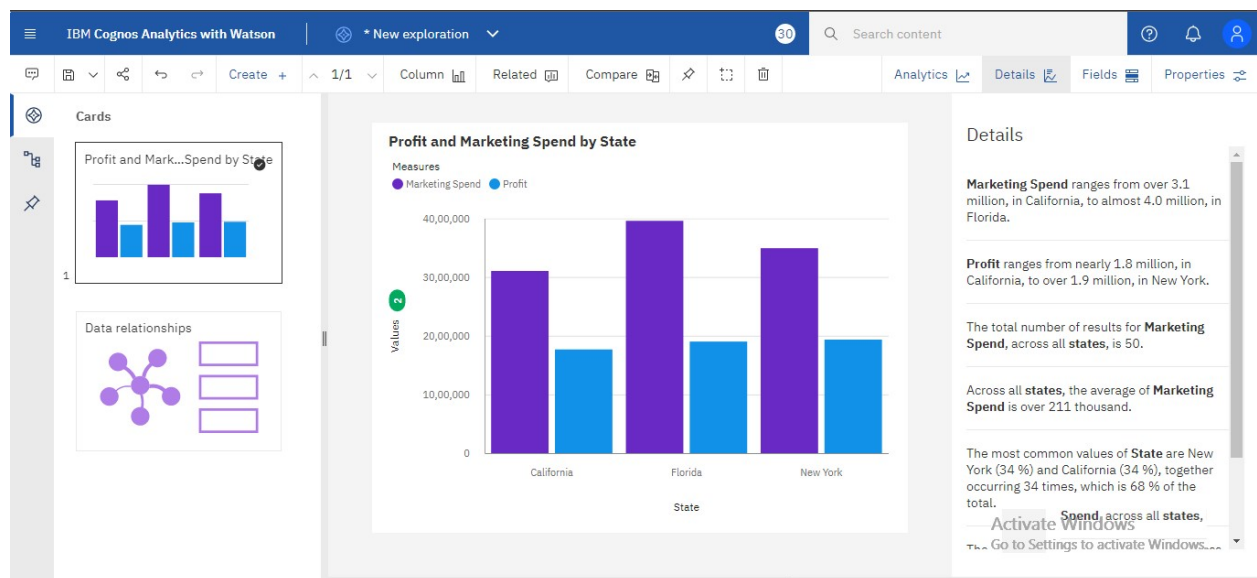 IBM Cognos Analytics with Watson
* New exploration
30
Search content
Create +
1/1
Column
Related
Compare
Analytics
Details
Fields
Properties
Cards
Profit and Mark...Spend by State
1
Data relationships
Profit and Marketing Spend by State
Measures
Marketing Spend
Profit
40,00,000
30,00,000
20,00,000
10,00,000
0
Values
2
California
Florida
New York
State
Details
Marketing Spend ranges from over 3.1
million, in California, to almost 4.0 million, in
Florida.
Profit ranges from nearly 1.8 million, in
California, to over 1.9 million, in New York.
The total number of results for Marketing
Spend, across all states, is 50.
Across all states, the average of Marketing
Spend is over 211 thousand.
The most common values of State are New
York (34 %) and California (34 %), together
occurring 34 times, which is 68 % of the
total.
Spend, across all states,
Activate Windows
Go to Settings to activate Windows.